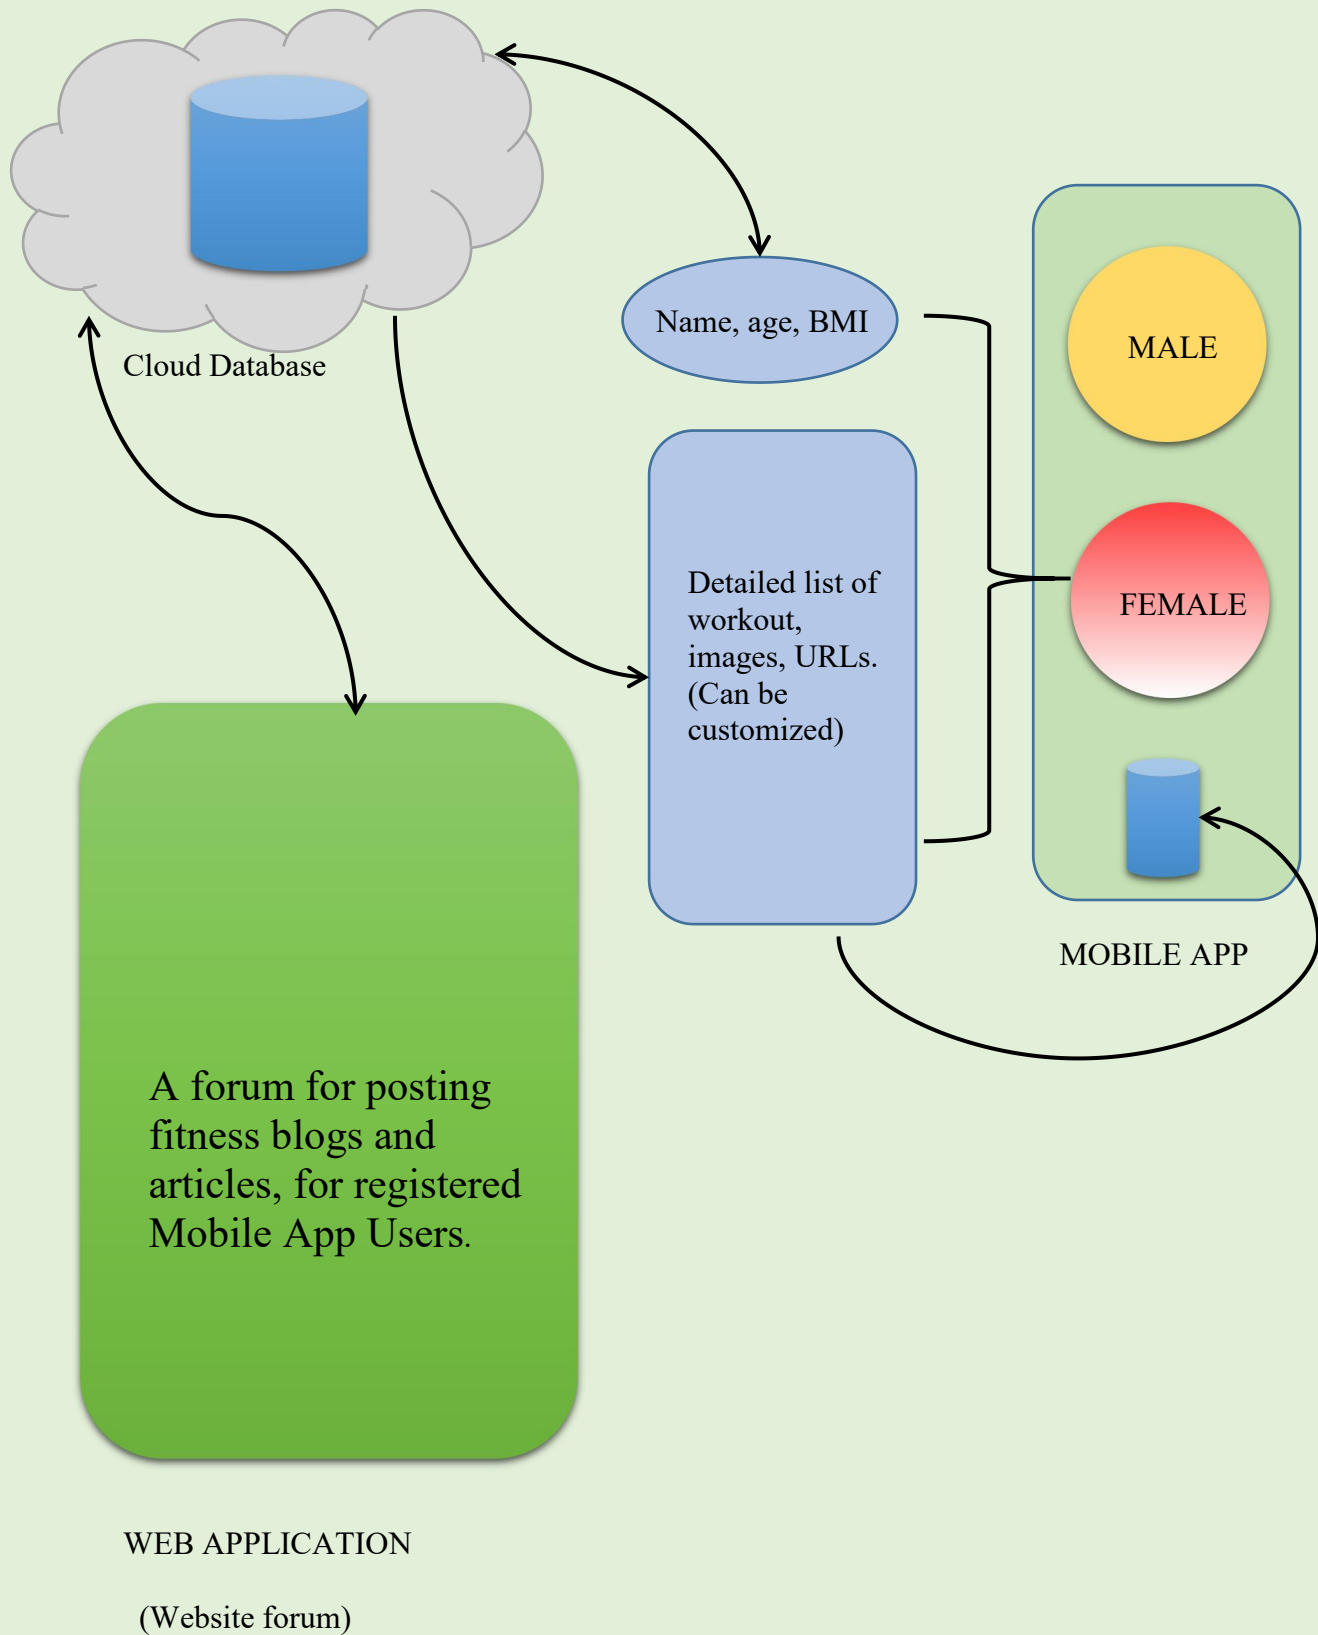 Cloud Database
Name, age, BMI
MALE
Detailed list of
workout,
images, URLs.
(Can be
customized)
FEMALE
MOBILE APP
A forum for posting
fitness blogs and
articles, for registered
Mobile App Users.
WEB APPLICATION
(Website forum)